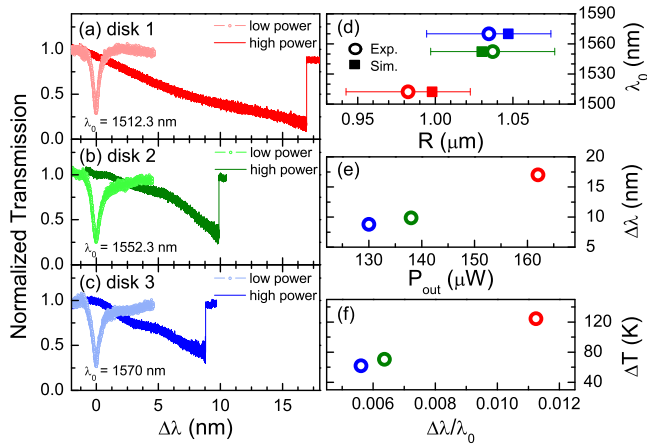 (a) disk 1
low power
high power
1.0
0.5
0.0
λ0 = 1512.3 nm
(b) disk 2
low power
high power
1.0
0.5
λ0 = 1552.3 nm
(c) disk 3
low power
high power
1.0
0.5
0.0
λ0 = 1570 nm
Normalized Transmission
0 5 10 15
Δλ (nm)
(d)
Exp.
Sim.
1590
1560
1530
1500
λ0 (nm)
0.95 1.00 1.05
R (μm)
(e)
20
15
10
5
Δλ (nm)
130 140 150 160
Pout (μW)
(f)
120
80
40
ΔT (K)
0.006 0.008 0.010 0.012
Δλ/λ0